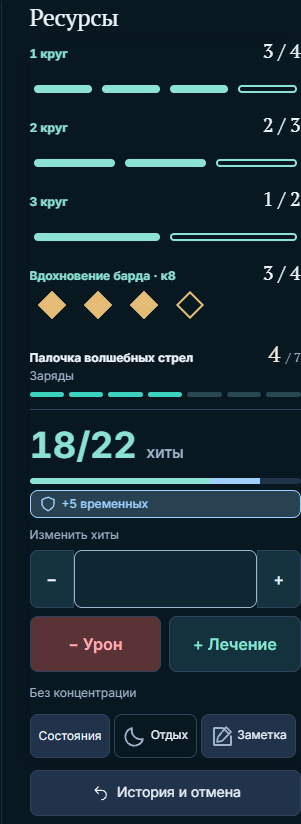 Ресурсы
1 круг 3 / 4
2 круг 2 / 3
3 круг 1 / 2
Вдохновение барда · к8 3 / 4
Палочка волшебных стрел 4 / 7
Заряды
18/22 хиты
+5 временных
Изменить хиты
− +
− Урон + Лечение
Без концентрации
Состояния Отдых Заметка
История и отмена